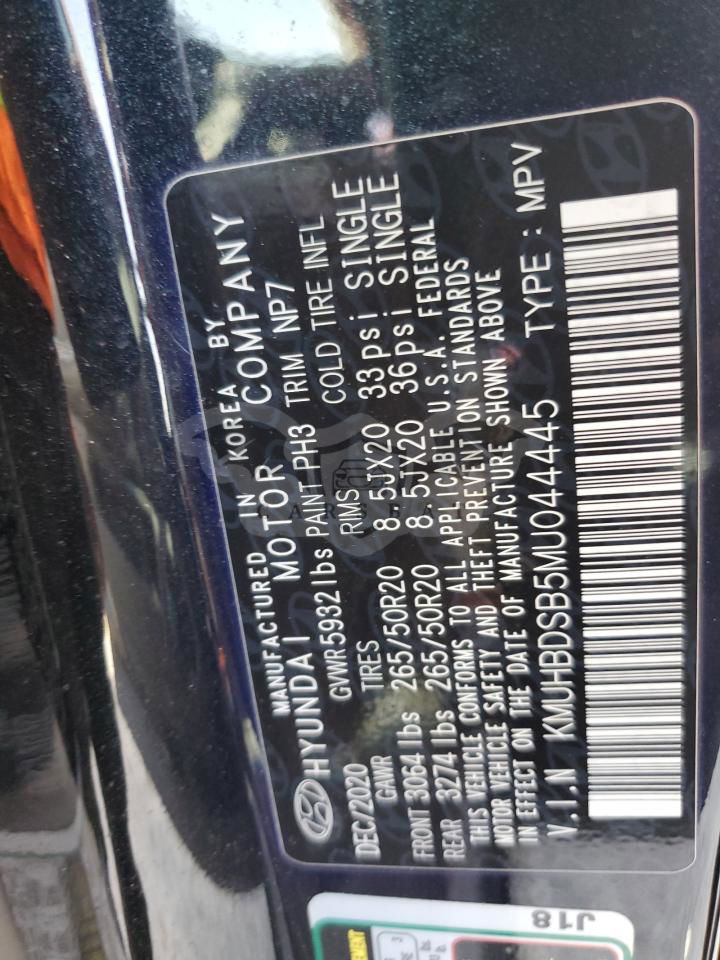 MANUFACTURED IN KOREA BY
HYUNDAI MOTOR COMPANY
DEC/2020 GVWR 5932 lbs PAINT PH3 TRIM NP7
GAWR TIRES RIMS COLD TIRE INFL
FRONT 3064 lbs 265/50R20 8.5JX20 33psi SINGLE
REAR 3274 lbs 265/50R20 8.5JX20 36psi SINGLE
THIS VEHICLE CONFORMS TO ALL APPLICABLE U.S.A. FEDERAL
MOTOR VEHICLE SAFETY AND THEFT PREVENTION STANDARDS
IN EFFECT ON THE DATE OF MANUFACTURE SHOWN ABOVE
V.I.N KMUHBDSB5MU044445 TYPE : MPV
J18